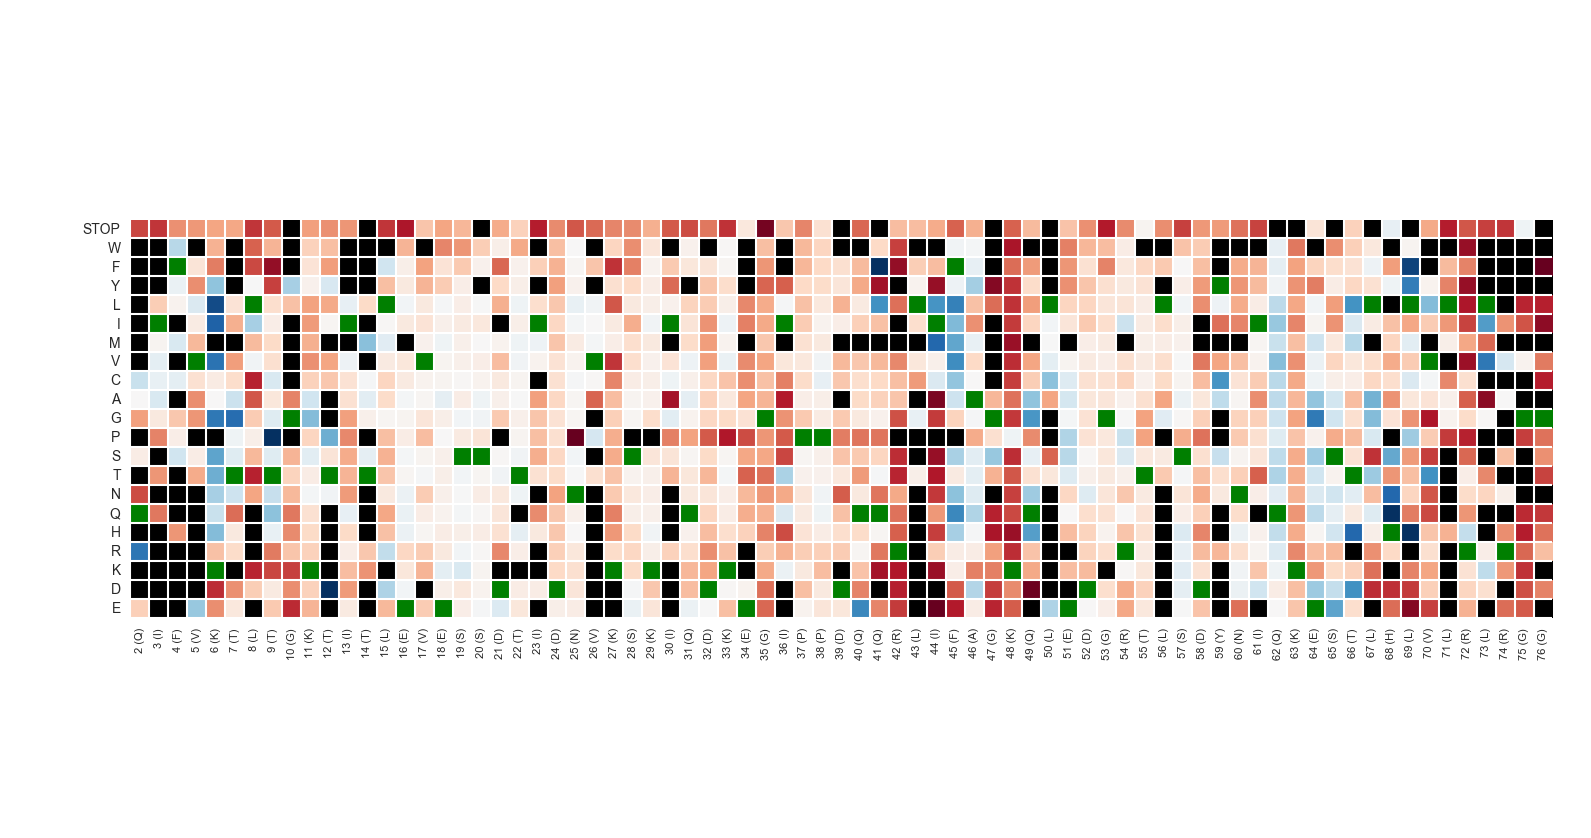 STOP
W
F
Y
L
I
M
V
C
A
G
P
S
T
N
Q
H
R
K
D
E
2 (Q)
3 (I)
4 (F)
5 (V)
6 (K)
7 (T)
8 (L)
9 (T)
10 (G)
11 (K)
12 (T)
13 (I)
14 (T)
15 (L)
16 (E)
17 (V)
18 (E)
19 (S)
20 (S)
21 (D)
22 (T)
23 (I)
24 (D)
25 (N)
26 (V)
27 (K)
28 (S)
29 (K)
30 (I)
31 (Q)
32 (D)
33 (K)
34 (E)
35 (G)
36 (I)
37 (P)
38 (P)
39 (D)
40 (Q)
41 (Q)
42 (R)
43 (L)
44 (I)
45 (F)
46 (A)
47 (G)
48 (K)
49 (Q)
50 (L)
51 (E)
52 (D)
53 (G)
54 (R)
55 (T)
56 (L)
57 (S)
58 (D)
59 (Y)
60 (N)
61 (I)
62 (Q)
63 (K)
64 (E)
65 (S)
66 (T)
67 (L)
68 (H)
69 (L)
70 (V)
71 (L)
72 (R)
73 (L)
74 (R)
75 (G)
76 (G)